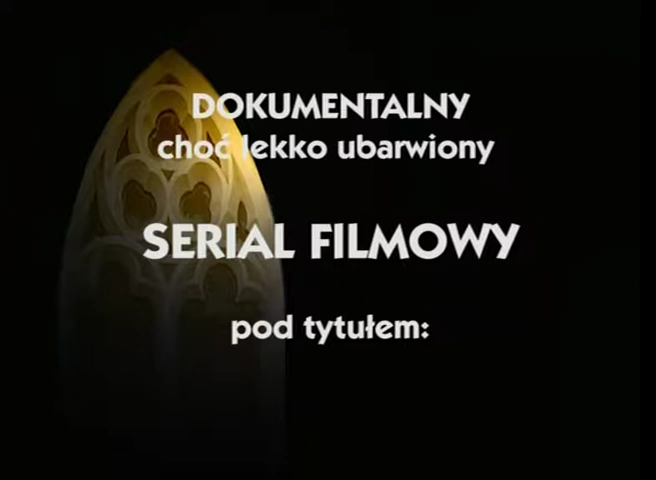 DOKUMENTALNY
choć lekko ubarwiony
SERIAL FILMOWY
pod tytułem: